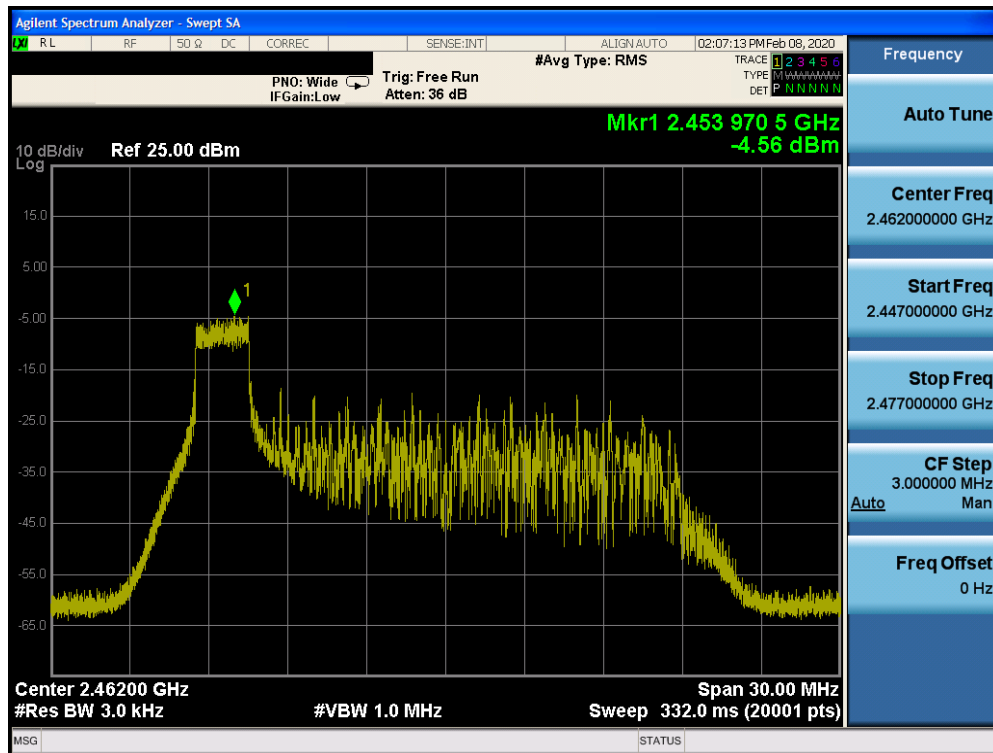 Agilent Spectrum Analyzer - Swept SA
LXI RL RF 50 Ω DC CORREC SENSE:INT ALIGN AUTO 02:07:13 PM Feb 08, 2020
#Avg Type: RMS
TRACE 1 2 3 4 5 6
PNO: Wide Trig: Free Run
TYPE M
IFGain:Low Atten: 36 dB
DET P N N N N N
Mkr1 2.453 970 5 GHz
-4.56 dBm
10 dB/div Ref 25.00 dBm
Log
15.0
5.00
1
-5.00
-15.0
-25.0
-35.0
-45.0
-55.0
-65.0
Center 2.46200 GHz Span 30.00 MHz
#Res BW 3.0 kHz #VBW 1.0 MHz Sweep 332.0 ms (20001 pts)
MSG STATUS
Frequency
Auto Tune
Center Freq
2.462000000 GHz
Start Freq
2.447000000 GHz
Stop Freq
2.477000000 GHz
CF Step
3.000000 MHz
Auto Man
Freq Offset
0 Hz